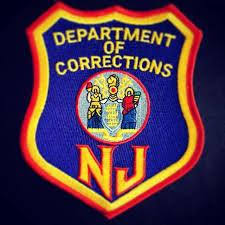 DEPARTMENT
OF
CORRECTIONS
NJ